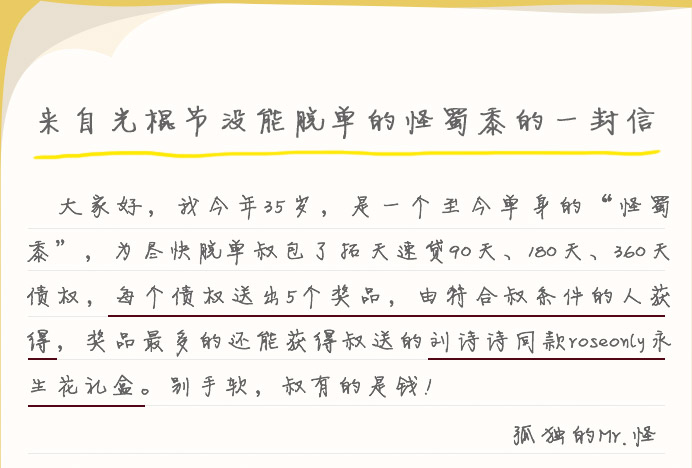 来自光棍节没能脱单的怪蜀黍的一封信
大家好，我今年35岁，是一个至今单身的“怪蜀
黍”，为尽快脱单叔包了拓天速贷90天、180天、360天
债权，每个债权送出5个奖品，由符合叔条件的人获
得，奖品最多的还能获得叔送的刘诗诗同款roseonly永
生花礼盒。别手软，叔有的是钱！
孤独的Mr.怪